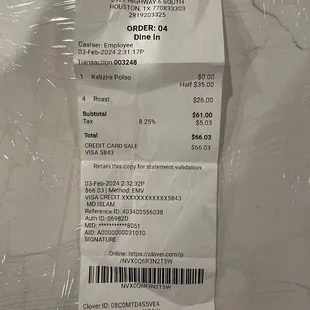 HIGHWAY 6 SOUTH
HOUSTON, TX 770833303
2819203325
ORDER: 04
Dine In
Cashier: Employee
03-Feb-2024 2:31:17P
Transaction 003248
1 Kalizira Polao $0.00
Half $35.00
4 Roast $26.00
Subtotal $61.00
Tax 8.25% $5.03
Total $66.03
CREDIT CARD SALE $66.03
VISA 5843
Retain this copy for statement validation
03-Feb-2024 2:32:32P
$66.03 | Method: EMV
VISA CREDIT XXXXXXXXXXXX5843
MD ISLAM
Reference ID: 403400556038
Auth ID: 06982D
MID: *********8051
AID: A0000000031010
SIGNATURE
Online: https://clover.com/p
/NVX0Q6R3N2T5W
NVX0Q6R3N2T5W
Clover ID: 0BC0MTD4S5VE4